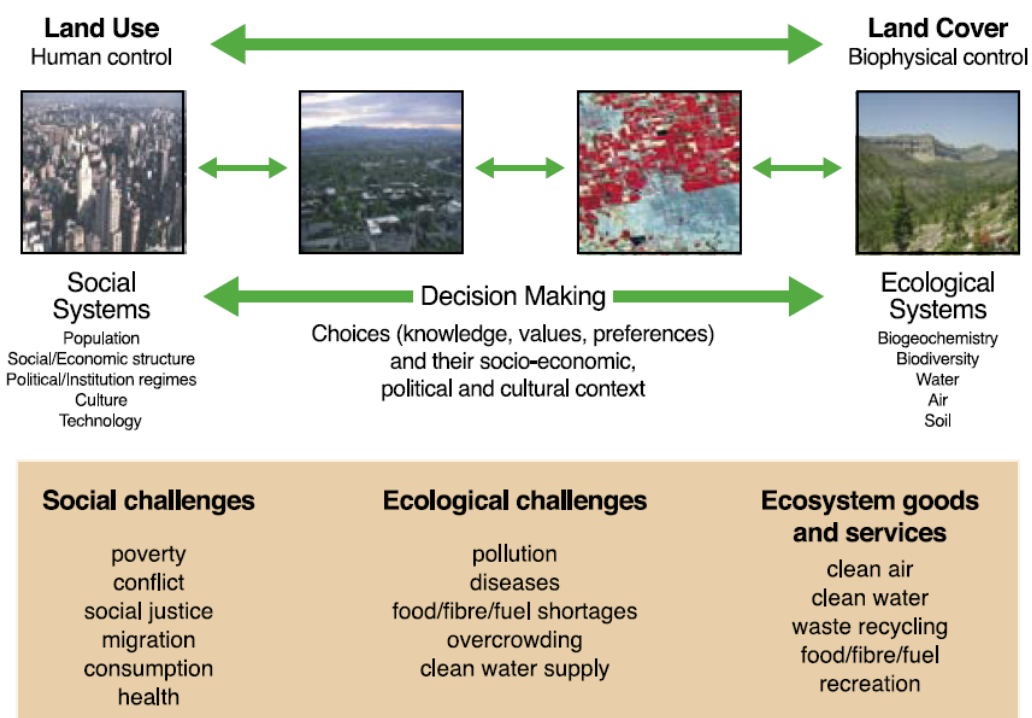 Land Use
Human control
Land Cover
Biophysical control
Social
Systems
Population
Social/Economic structure
Political/Institution regimes
Culture
Technology
Decision Making
Choices (knowledge, values, preferences)
and their socio-economic,
political and cultural context
Ecological
Systems
Biogeochemistry
Biodiversity
Water
Air
Soil
Social challenges
poverty
conflict
social justice
migration
consumption
health
Ecological challenges
pollution
diseases
food/fibre/fuel shortages
overcrowding
clean water supply
Ecosystem goods
and services
clean air
clean water
waste recycling
food/fibre/fuel
recreation